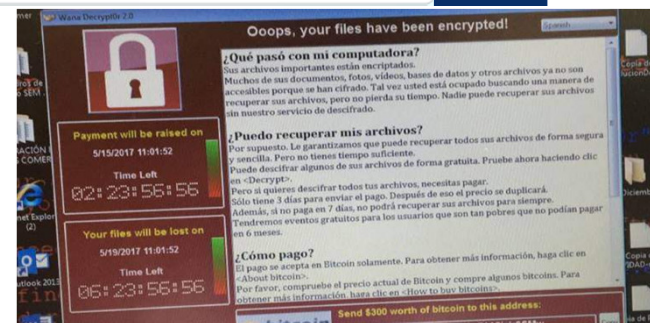 Wana Decrypt0r 2.0
Ooops, your files have been encrypted!
Spanish
¿Qué pasó con mi computadora?
Sus archivos importantes están encriptados.
Muchos de sus documentos, fotos, vídeos, bases de datos y otros archivos ya no son
accesibles porque se han cifrado. Tal vez usted está ocupado buscando una manera de
recuperar sus archivos, pero no pierda su tiempo. Nadie puede recuperar sus archivos
sin nuestro servicio de descifrado.
¿Puedo recuperar mis archivos?
Por supuesto. Le garantizamos que puede recuperar todos sus archivos de forma segura
y sencilla. Pero no tienes tiempo suficiente.
Puede descifrar algunos de sus archivos de forma gratuita. Pruebe ahora haciendo clic
en <Decrypt>.
Pero si quieres descifrar todos tus archivos, necesitas pagar.
Sólo tiene 3 días para enviar el pago. Después de eso el precio se duplicará.
Además, si no paga en 7 días, no podrá recuperar sus archivos para siempre.
Tendremos eventos gratuitos para los usuarios que son tan pobres que no podían pagar
en 6 meses.
¿Cómo pago?
El pago se acepta en Bitcoin solamente. Para obtener más información, haga clic en
<About bitcoin>.
Por favor, compruebe el precio actual de Bitcoin y compre algunos bitcoins. Para
obtener más información, haga clic en <How to buy bitcoins>.
Payment will be raised on
5/15/2017 11:01:52
Time Left
02:23:56:56
Your files will be lost on
5/19/2017 11:01:52
Time Left
06:23:56:56
Send $300 worth of bitcoin to this address:
(2)